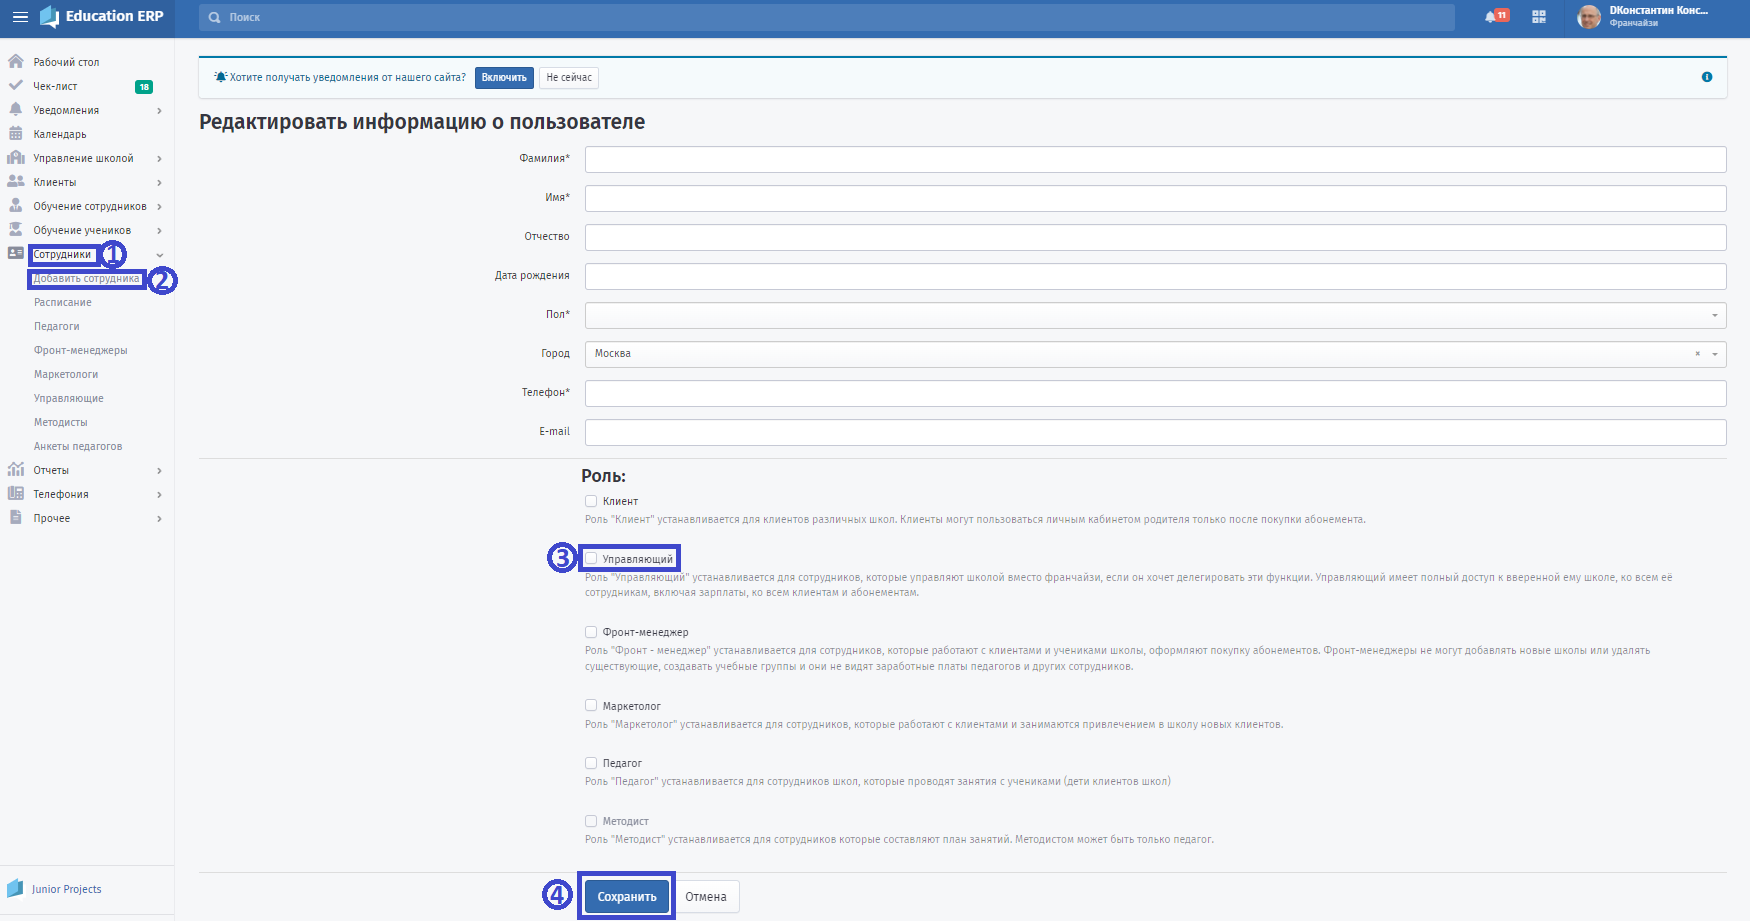 Education ERP
Поиск
11
DКонстантин Конс...
Франчайзи
Рабочий стол
Чек-лист
18
Уведомления
Календарь
Управление школой
Клиенты
Обучение сотрудников
Обучение учеников
Сотрудники
1
Добавить сотрудника
2
Расписание
Педагоги
Фронт-менеджеры
Маркетологи
Управляющие
Методисты
Анкеты педагогов
Отчеты
Телефония
Прочее
Junior Projects
Хотите получать уведомления от нашего сайта? Включить Не сейчас
Редактировать информацию о пользователе
Фамилия*
Имя*
Отчество
Дата рождения
Пол*
Город Москва ×
Телефон*
E-mail
Роль:
Клиент
Роль "Клиент" устанавливается для клиентов различных школ. Клиенты могут пользоваться личным кабинетом родителя только после покупки абонемента.
3 Управляющий
Роль "Управляющий" устанавливается для сотрудников, которые управляют школой вместо франчайзи, если он хочет делегировать эти функции. Управляющий имеет полный доступ к вверенной ему школе, ко всем её
сотрудникам, включая зарплаты, ко всем клиентам и абонементам.
Фронт-менеджер
Роль "Фронт - менеджер" устанавливается для сотрудников, которые работают с клиентами и учениками школы, оформляют покупку абонементов. Фронт-менеджеры не могут добавлять новые школы или удалять
существующие, создавать учебные группы и они не видят заработные платы педагогов и других сотрудников.
Маркетолог
Роль "Маркетолог" устанавливается для сотрудников, которые работают с клиентами и занимаются привлечением в школу новых клиентов.
Педагог
Роль "Педагог" устанавливается для сотрудников школ, которые проводят занятия с учениками (дети клиентов школ)
Методист
Роль "Методист" устанавливается для сотрудников которые составляют план занятий. Методистом может быть только педагог.
4 Сохранить Отмена